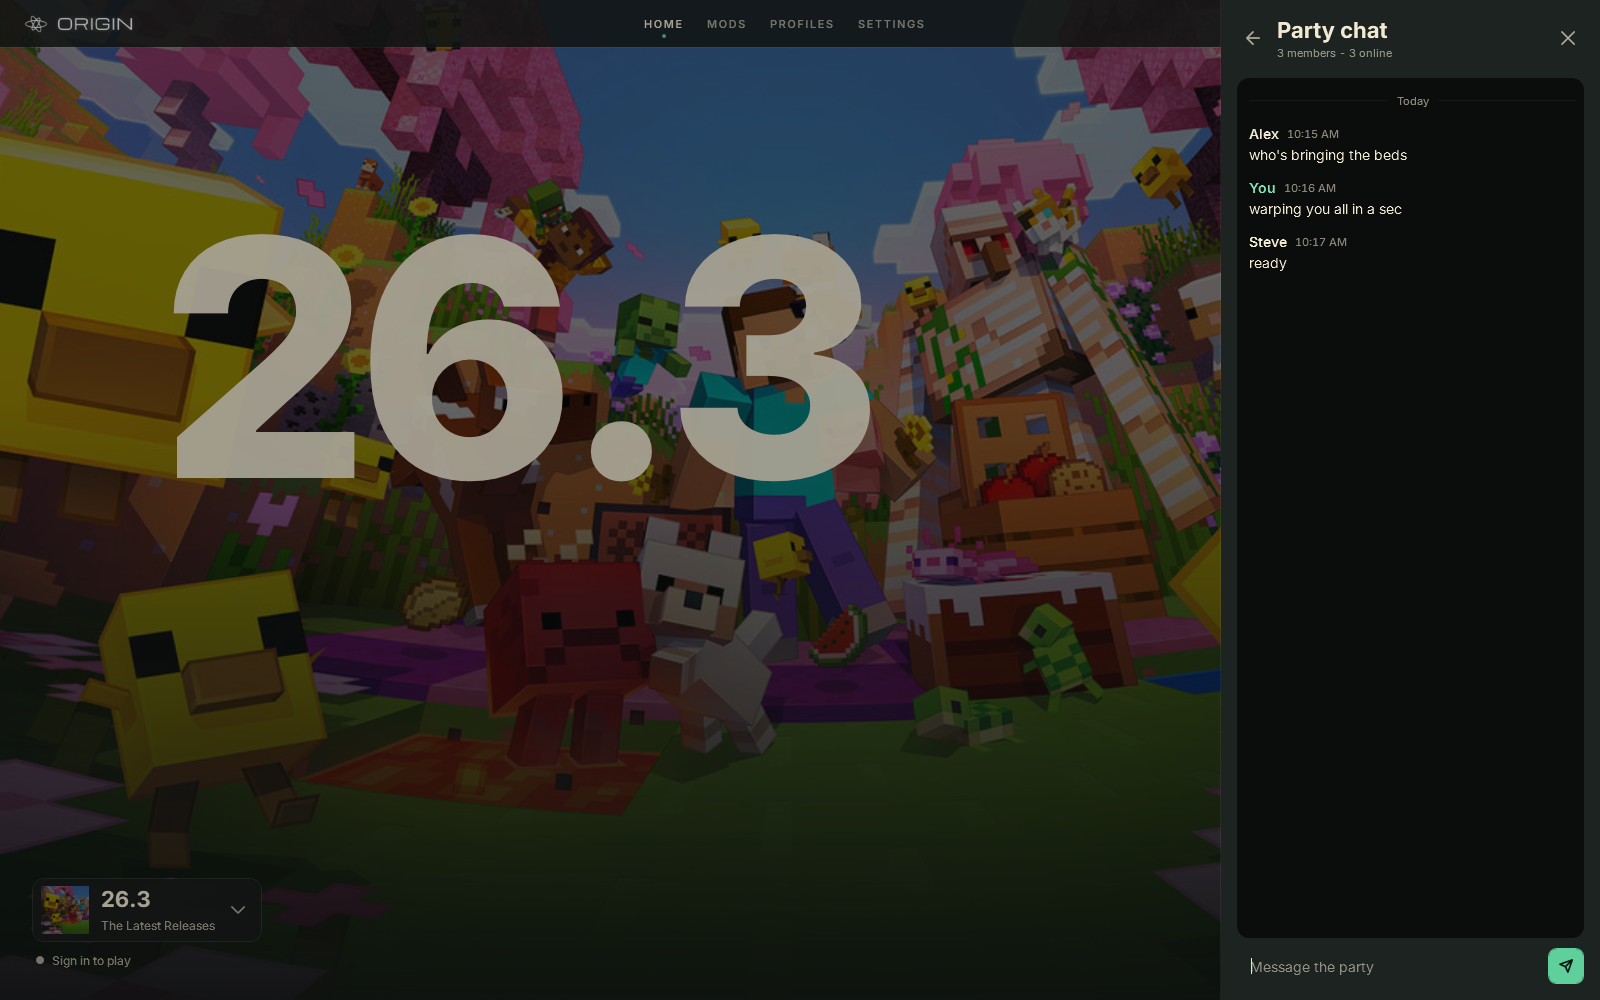 ORIGIN
HOME MODS PROFILES SETTINGS
26.3
26.3
The Latest Releases
Sign in to play
Party chat
3 members - 3 online
Today
Alex 10:15 AM
who's bringing the beds
You 10:16 AM
warping you all in a sec
Steve 10:17 AM
ready
Message the party